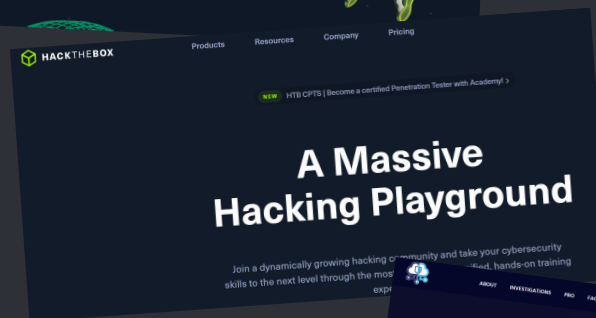 HACKTHEBOX
Products Resources Company Pricing
NEW HTB CPTS | Become a certified Penetration Tester with Academy!
A Massive
Hacking Playground
Join a dynamically growing hacking community and take your cybersecurity
skills to the next level through the most hands-on training
ABOUT INVESTIGATIONS PRO